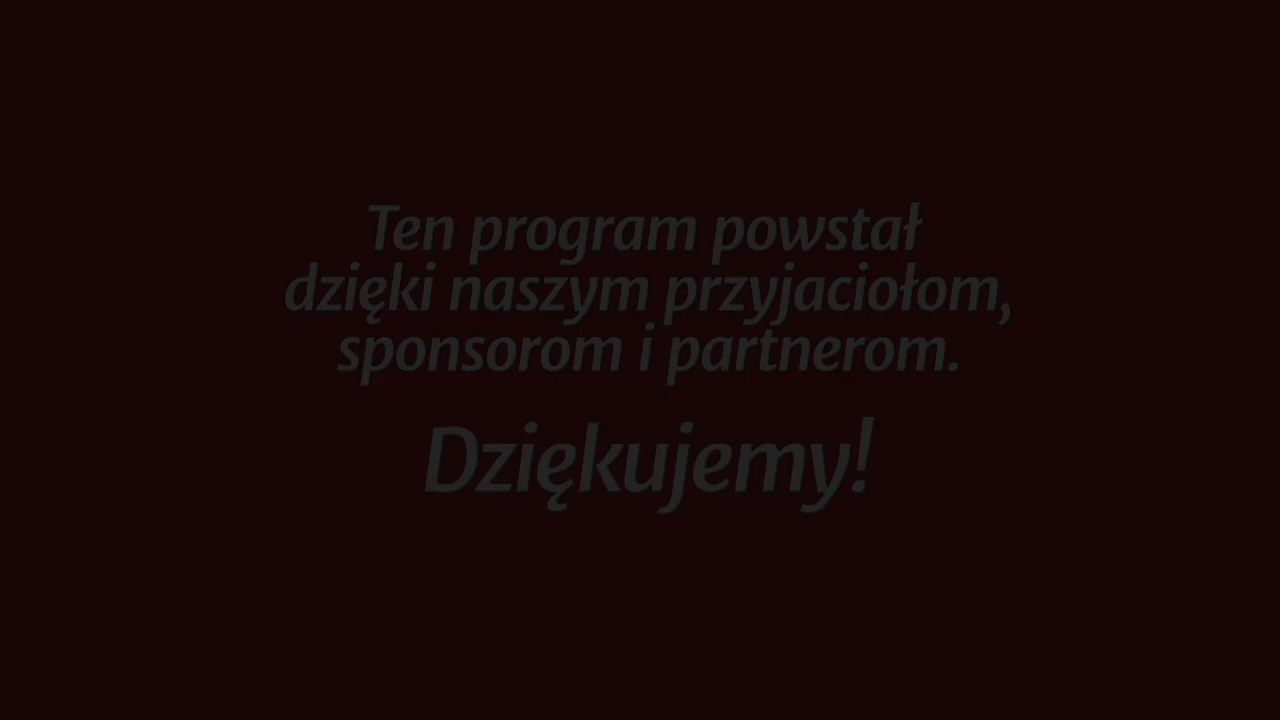 Ten program powstał
dzięki naszym przyjaciołom,
sponsorom i partnerom.
Dziękujemy!